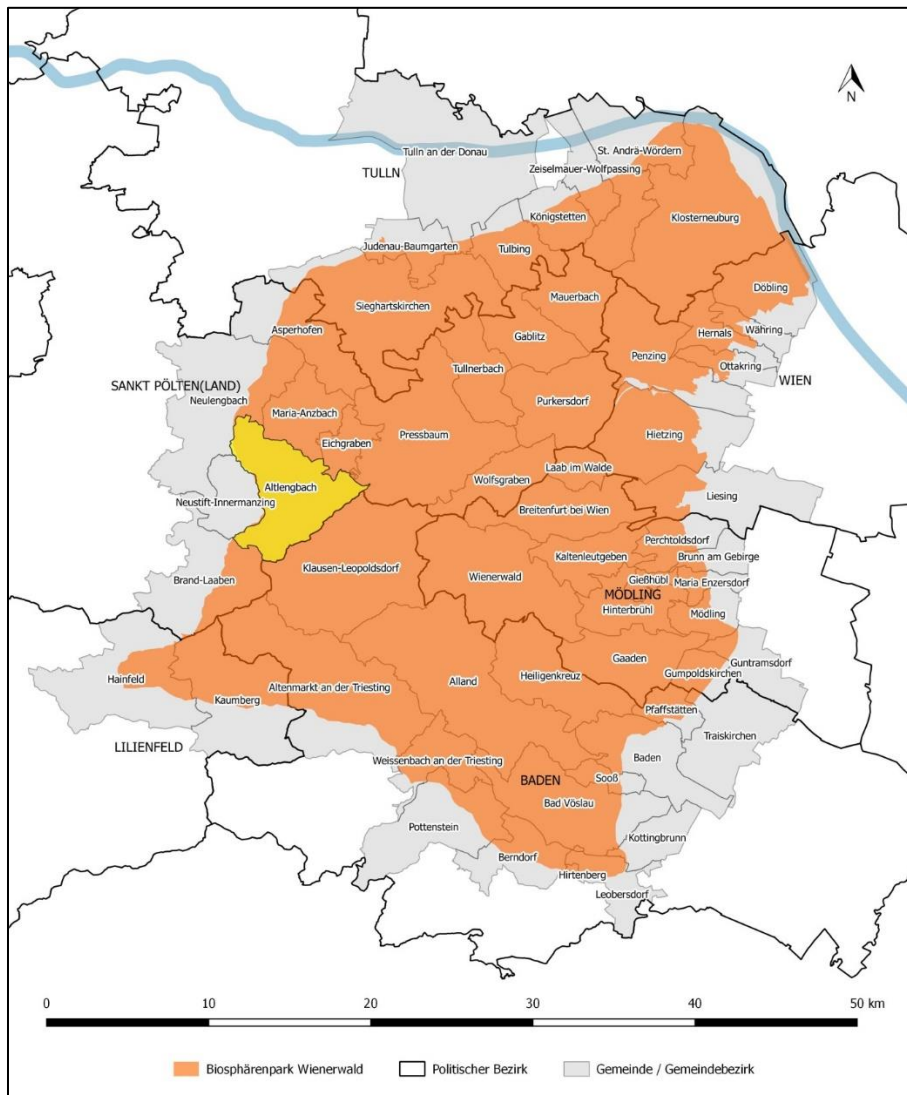 N
Tulln an der Donau
St. Andrä-Wördern
Zeiselmauer-Wolfpassing
TULLN
Königstetten
Klosterneuburg
Judenau-Baumgarten
Tulbing
Döbling
Mauerbach
Sieghartskirchen
Asperhofen
Gablitz
Hernals
Währing
Penzing
Ottakring
Tullnerbach
WIEN
SANKT PÖLTEN(LAND)
Neulengbach
Purkersdorf
Maria-Anzbach
Pressbaum
Eichgraben
Hietzing
Laab im Walde
Wolfsgraben
Altlengbach
Liesing
Neustift-Innermanzing
Breitenfurt bei Wien
Perchtoldsdorf
Brunn am Gebirge
Kaltenleutgeben
Klausen-Leopoldsdorf
Wienerwald
Gießhübl
Maria Enzersdorf
Brand-Laaben
MÖDLING
Hinterbrühl
Mödling
Gaaden
Guntramsdorf
Gumpoldskirchen
Hainfeld
Altenmarkt an der Triesting
Alland
Heiligenkreuz
Kaumberg
Pfaffstätten
Traiskirchen
LILIENFELD
Weissenbach an der Triesting
Baden
BADEN
Sooß
Bad Vöslau
Pottenstein
Kottingbrunn
Berndorf
Hirtenberg
Leobersdorf
0 10 20 30 40 50 km
Biosphärenpark Wienerwald Politischer Bezirk Gemeinde / Gemeindebezirk